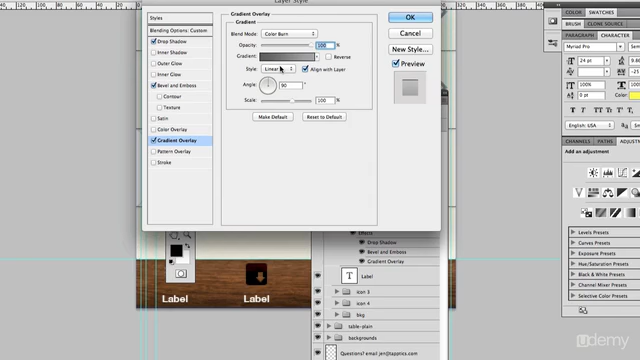 Layer Style
Styles
Blending Options: Custom
Drop Shadow
Inner Shadow
Outer Glow
Inner Glow
Bevel and Emboss
Contour
Texture
Satin
Color Overlay
Gradient Overlay
Pattern Overlay
Stroke
Gradient Overlay
Gradient
Blend Mode: Color Burn
Opacity: 100 %
Gradient: Reverse
Style: Linear Align with Layer
Angle: 90 °
Scale: 100 %
Make Default Reset to Default
OK
Cancel
New Style...
Preview
COLOR SWATCHES
BRUSH CLONE SOURCE
PARAGRAPH CHARACTER
Myriad Pro
24 pt
100%
0 pt
English: USA
CHANNELS PATHS
Add an adjustment
Levels Presets
Curves Presets
Exposure Presets
Hue/Saturation Presets
Black & White Presets
Channel Mixer Presets
Selective Color Presets
Effects
Drop Shadow
Bevel and Emboss
Gradient Overlay
T Label
icon 3
icon 4
bkg
table-plain
backgrounds
Questions? email jen@tapptics.com
Label
Label
udemy